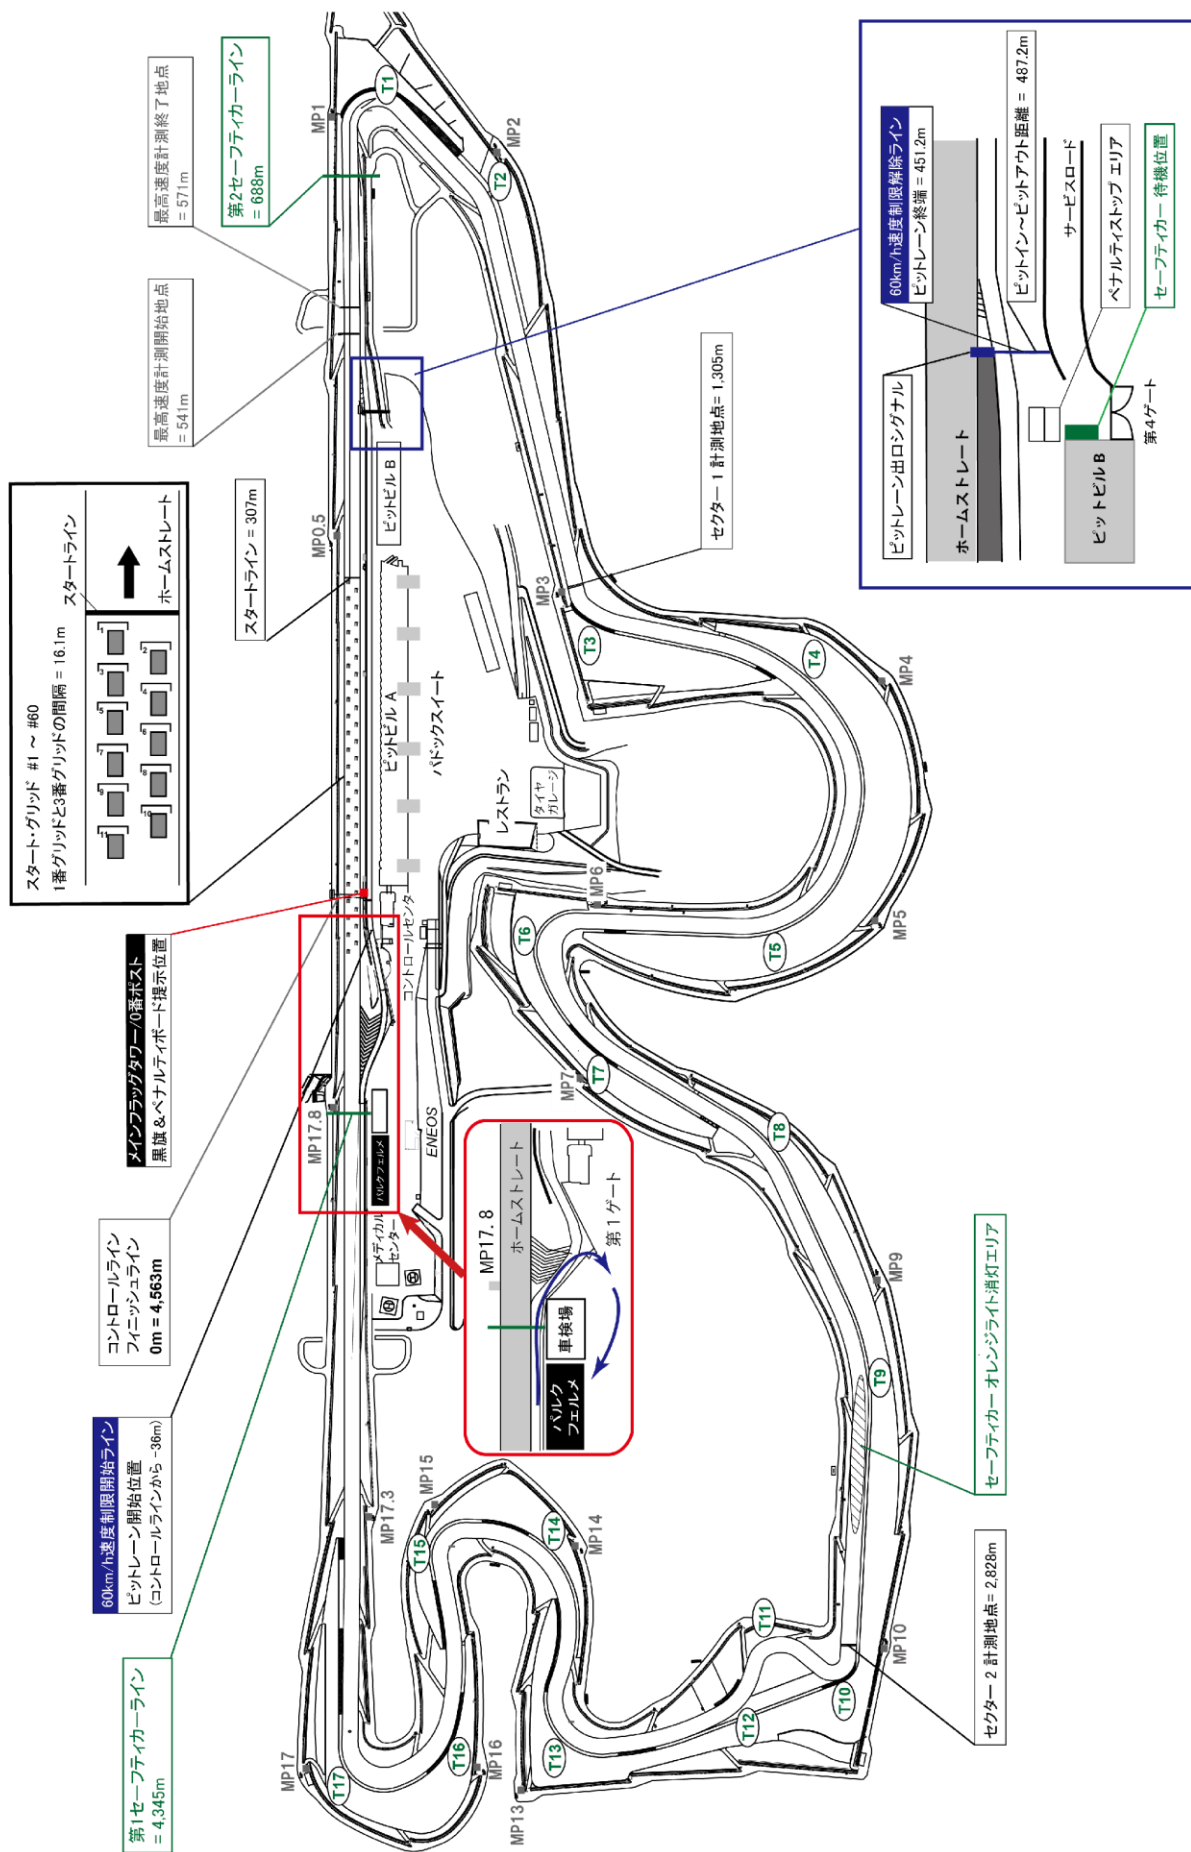 スタート・グリッド #1 ～ #60
1番グリッドと3番グリッドの間隔 = 16.1m
スタートライン
ホームストレート
1
3
5
7
9
11
2
4
6
8
10
最高速度計測終了地点
= 571m
第2セーフティカーライン
= 688m
最高速度計測開始地点
= 541m
スタートライン = 307m
メインフラッグタワー/0番ポスト
黒旗&ペナルティボード提示位置
コントロールライン
フィニッシュライン
0m = 4,563m
60km/h速度制限開始ライン
ピットレーン開始位置
(コントロールラインから -36m)
第1セーフティカーライン
= 4,345m
MP17
MP17.3
MP17.8
MP0.5
MP1
MP2
T1
T2
ピットビル B
ピットビル A
パドックスイート
コントロールセンター
パルクフェルメ
メディカル
センター
ENEOS
レストラン
タイヤ
ガレージ
MP3
T3
セクター 1 計測地点= 1,305m
T4
MP4
T5
MP5
T6
MP6
T7
MP7
T8
MP9
T9
セーフティカー オレンジライト消灯エリア
T10
MP10
セクター 2 計測地点= 2,828m
T11
T12
T13
MP13
T14
MP14
T15
MP15
T16
MP16
T17
MP17.8
ホームストレート
第1ゲート
車検場
パルク
フェルメ
60km/h速度制限解除ライン
ピットレーン終端 = 451.2m
ピットイン～ピットアウト距離 = 487.2m
サービスロード
ペナルティストップ エリア
セーフティカー 待機位置
ピットレーン出口シグナル
ホームストレート
ピットビル B
第4ゲート